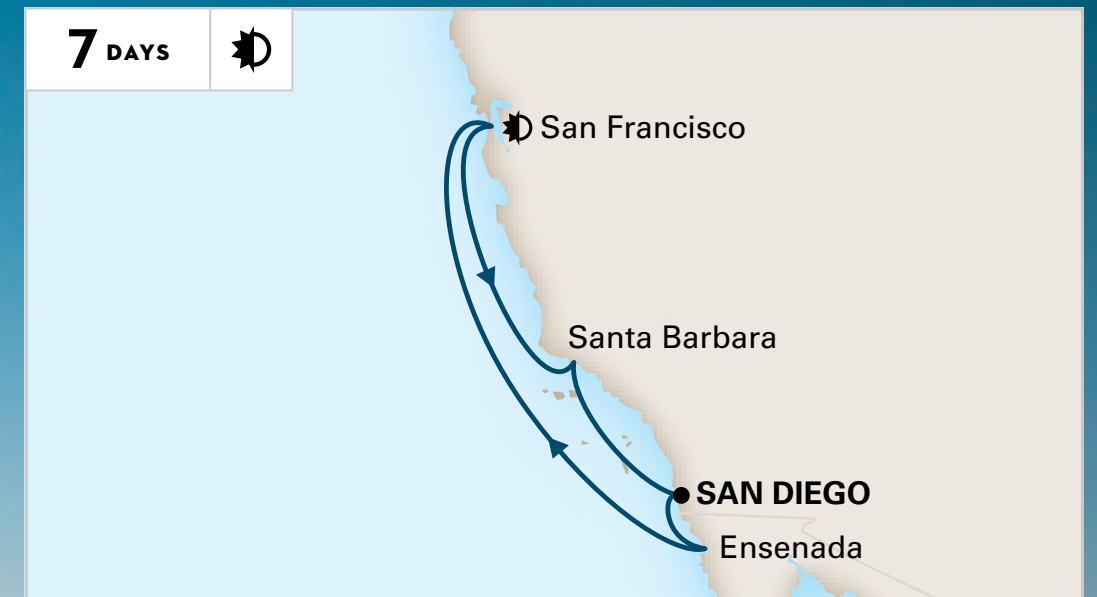 7 DAYS
San Francisco
Santa Barbara
SAN DIEGO
Ensenada